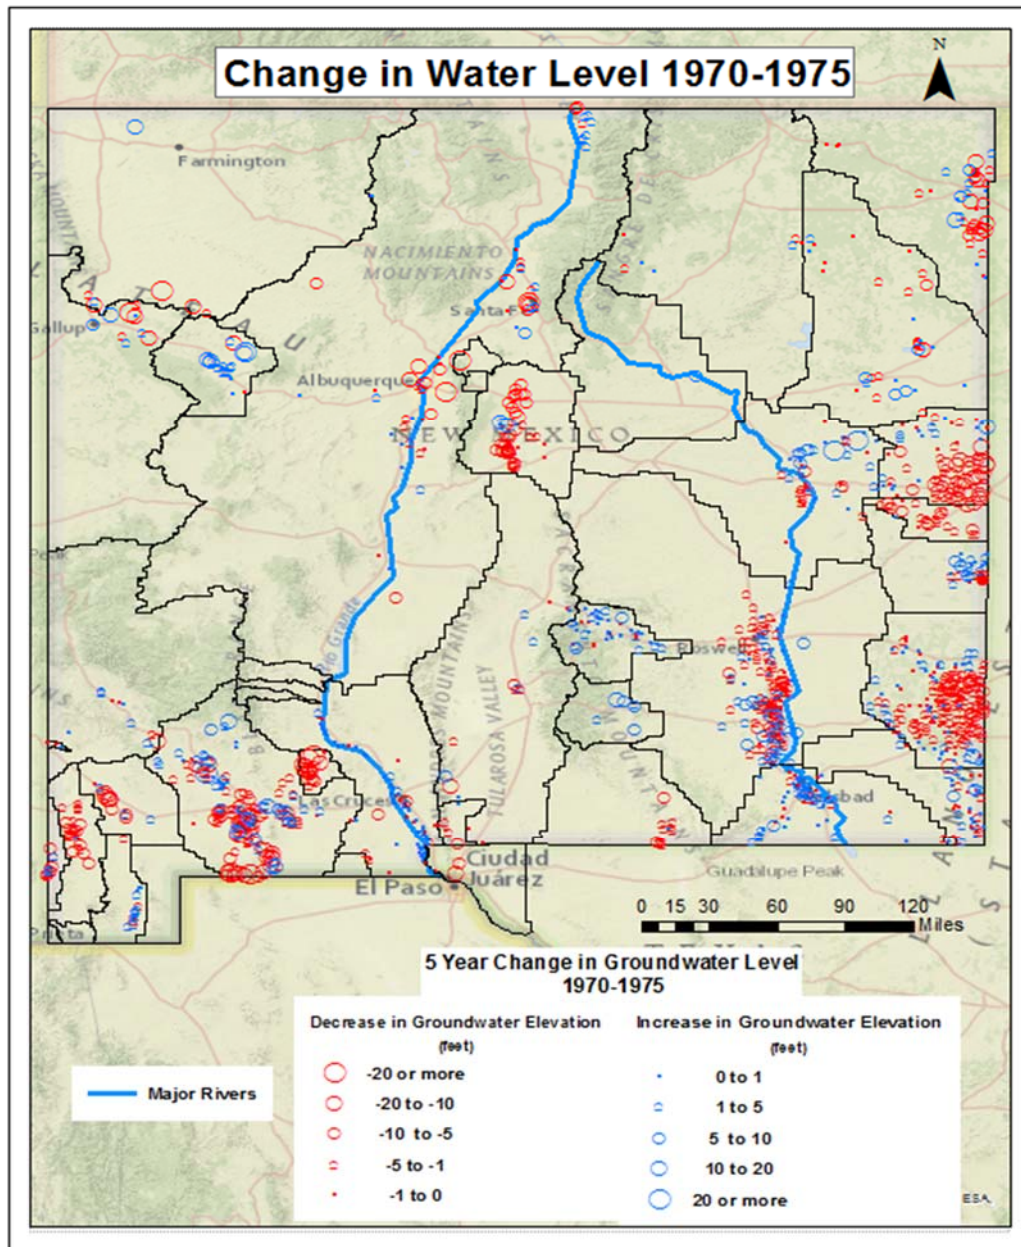 Change in Water Level 1970-1975
N
Farmington
NACIMIENTO
MOUNTAINS
Santa F
Gallup
Albuquerque
NEW MEXICO
Rio Grande
Roswel
TULAROSA VALLEY
Las Cruces
sbad
Ciudad
Juárez
El Paso
Guadalupe Peak
0 15 30 60 90 120
Miles
5 Year Change in Groundwater Level
1970-1975
Decrease in Groundwater Elevation
(feet)
-20 or more
-20 to -10
-10 to -5
-5 to -1
-1 to 0
Increase in Groundwater Elevation
(feet)
0 to 1
1 to 5
5 to 10
10 to 20
20 or more
Major Rivers
ESA,